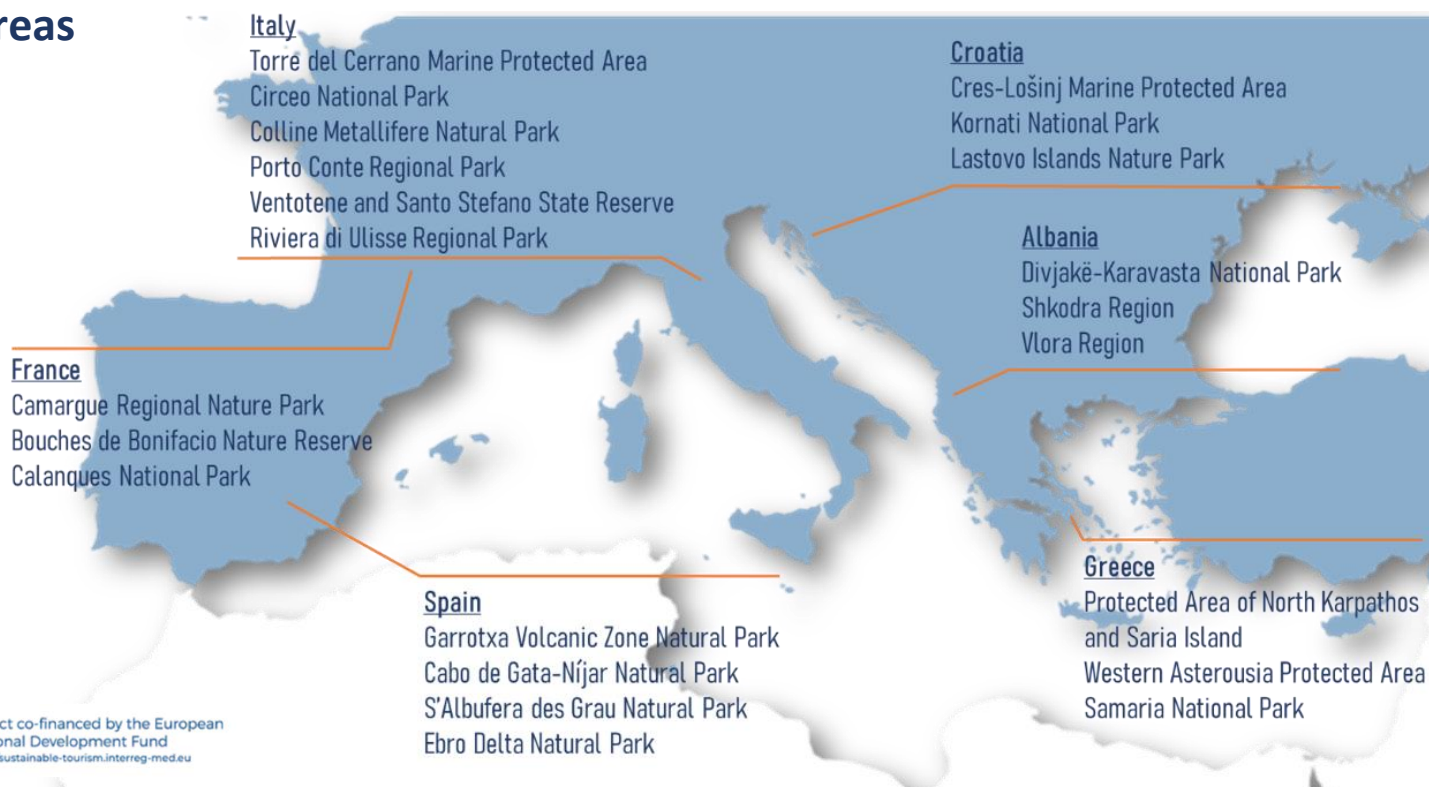 reas
Italy
Torre del Cerrano Marine Protected Area
Circeo National Park
Colline Metallifere Natural Park
Porto Conte Regional Park
Ventotene and Santo Stefano State Reserve
Riviera di Ulisse Regional Park
Croatia
Cres-Lošinj Marine Protected Area
Kornati National Park
Lastovo Islands Nature Park
Albania
Divjakë-Karavasta National Park
Shkodra Region
Vlora Region
France
Camargue Regional Nature Park
Bouches de Bonifacio Nature Reserve
Calanques National Park
Spain
Garrotxa Volcanic Zone Natural Park
Cabo de Gata-Níjar Natural Park
S'Albufera des Grau Natural Park
Ebro Delta Natural Park
Greece
Protected Area of North Karpathos
and Saria Island
Western Asterousia Protected Area
Samaria National Park
ct co-financed by the European
onal Development Fund
sustainable-tourism.interreg-med.eu